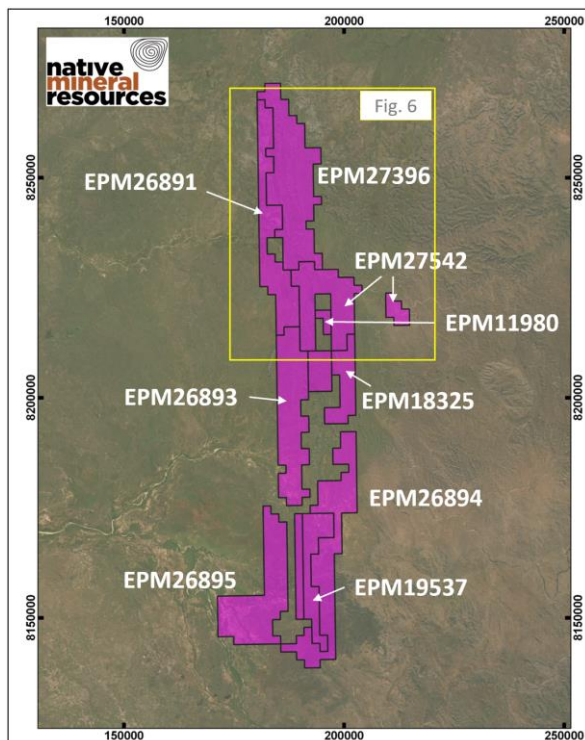 150000
200000
250000
native
mineral
resources
Fig. 6
8250000
8250000
EPM26891
EPM27396
EPM27542
EPM11980
8200000
8200000
EPM26893
EPM18325
EPM26894
EPM26895
EPM19537
8150000
8150000
150000
200000
250000